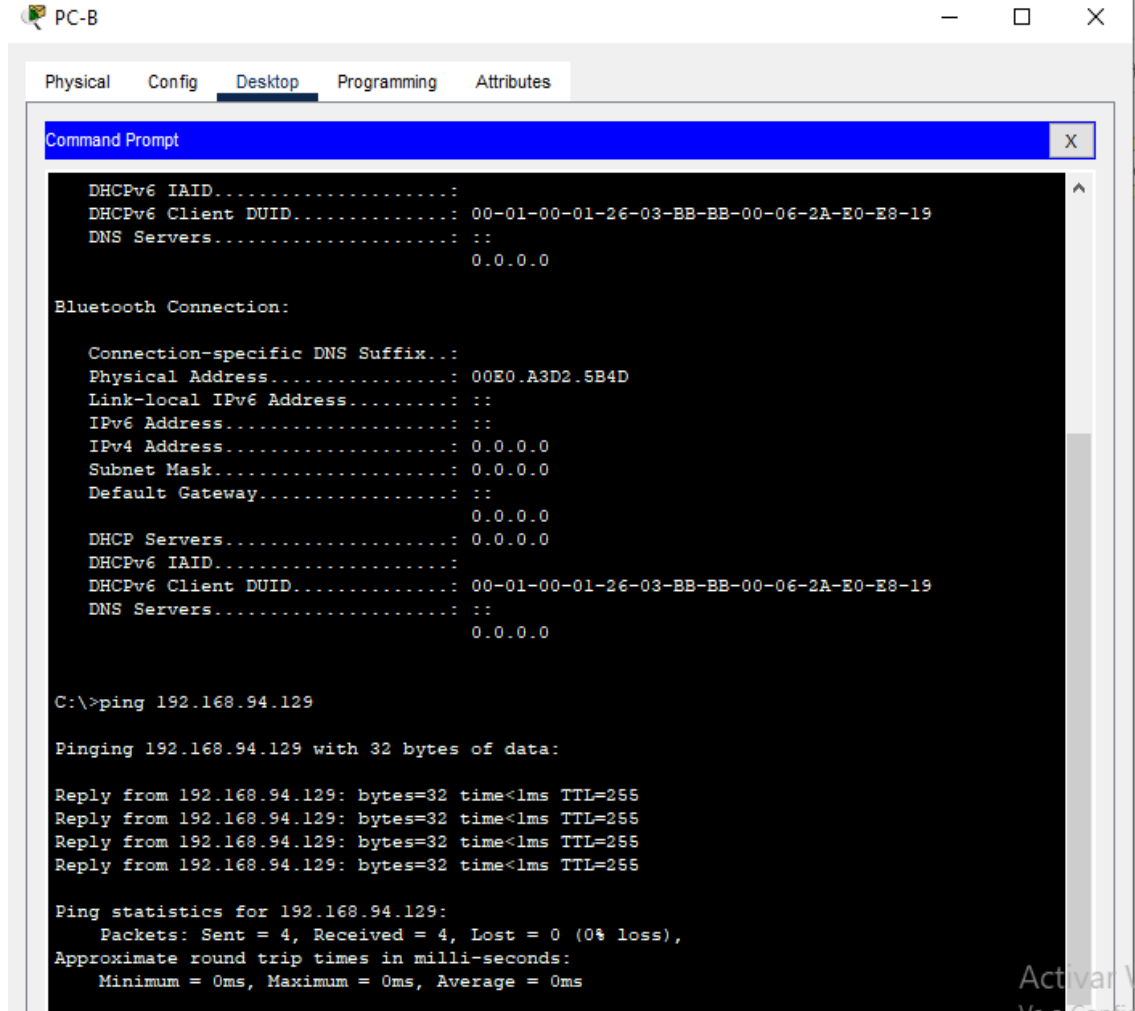 PC-B
Physical Config Desktop Programming Attributes
Command Prompt X
DHCPv6 IAID.....................:
DHCPv6 Client DUID..............: 00-01-00-01-26-03-BB-BB-00-06-2A-E0-E8-19
DNS Servers.....................: ::
0.0.0.0
Bluetooth Connection:
Connection-specific DNS Suffix..:
Physical Address................: 00E0.A3D2.5B4D
Link-local IPv6 Address.........: ::
IPv6 Address....................: ::
IPv4 Address....................: 0.0.0.0
Subnet Mask.....................: 0.0.0.0
Default Gateway.................: ::
0.0.0.0
DHCP Servers....................: 0.0.0.0
DHCPv6 IAID.....................:
DHCPv6 Client DUID..............: 00-01-00-01-26-03-BB-BB-00-06-2A-E0-E8-19
DNS Servers.....................: ::
0.0.0.0
C:\>ping 192.168.94.129
Pinging 192.168.94.129 with 32 bytes of data:
Reply from 192.168.94.129: bytes=32 time<1ms TTL=255
Reply from 192.168.94.129: bytes=32 time<1ms TTL=255
Reply from 192.168.94.129: bytes=32 time<1ms TTL=255
Reply from 192.168.94.129: bytes=32 time<1ms TTL=255
Ping statistics for 192.168.94.129:
Packets: Sent = 4, Received = 4, Lost = 0 (0% loss),
Approximate round trip times in milli-seconds:
Minimum = 0ms, Maximum = 0ms, Average = 0ms
Activar